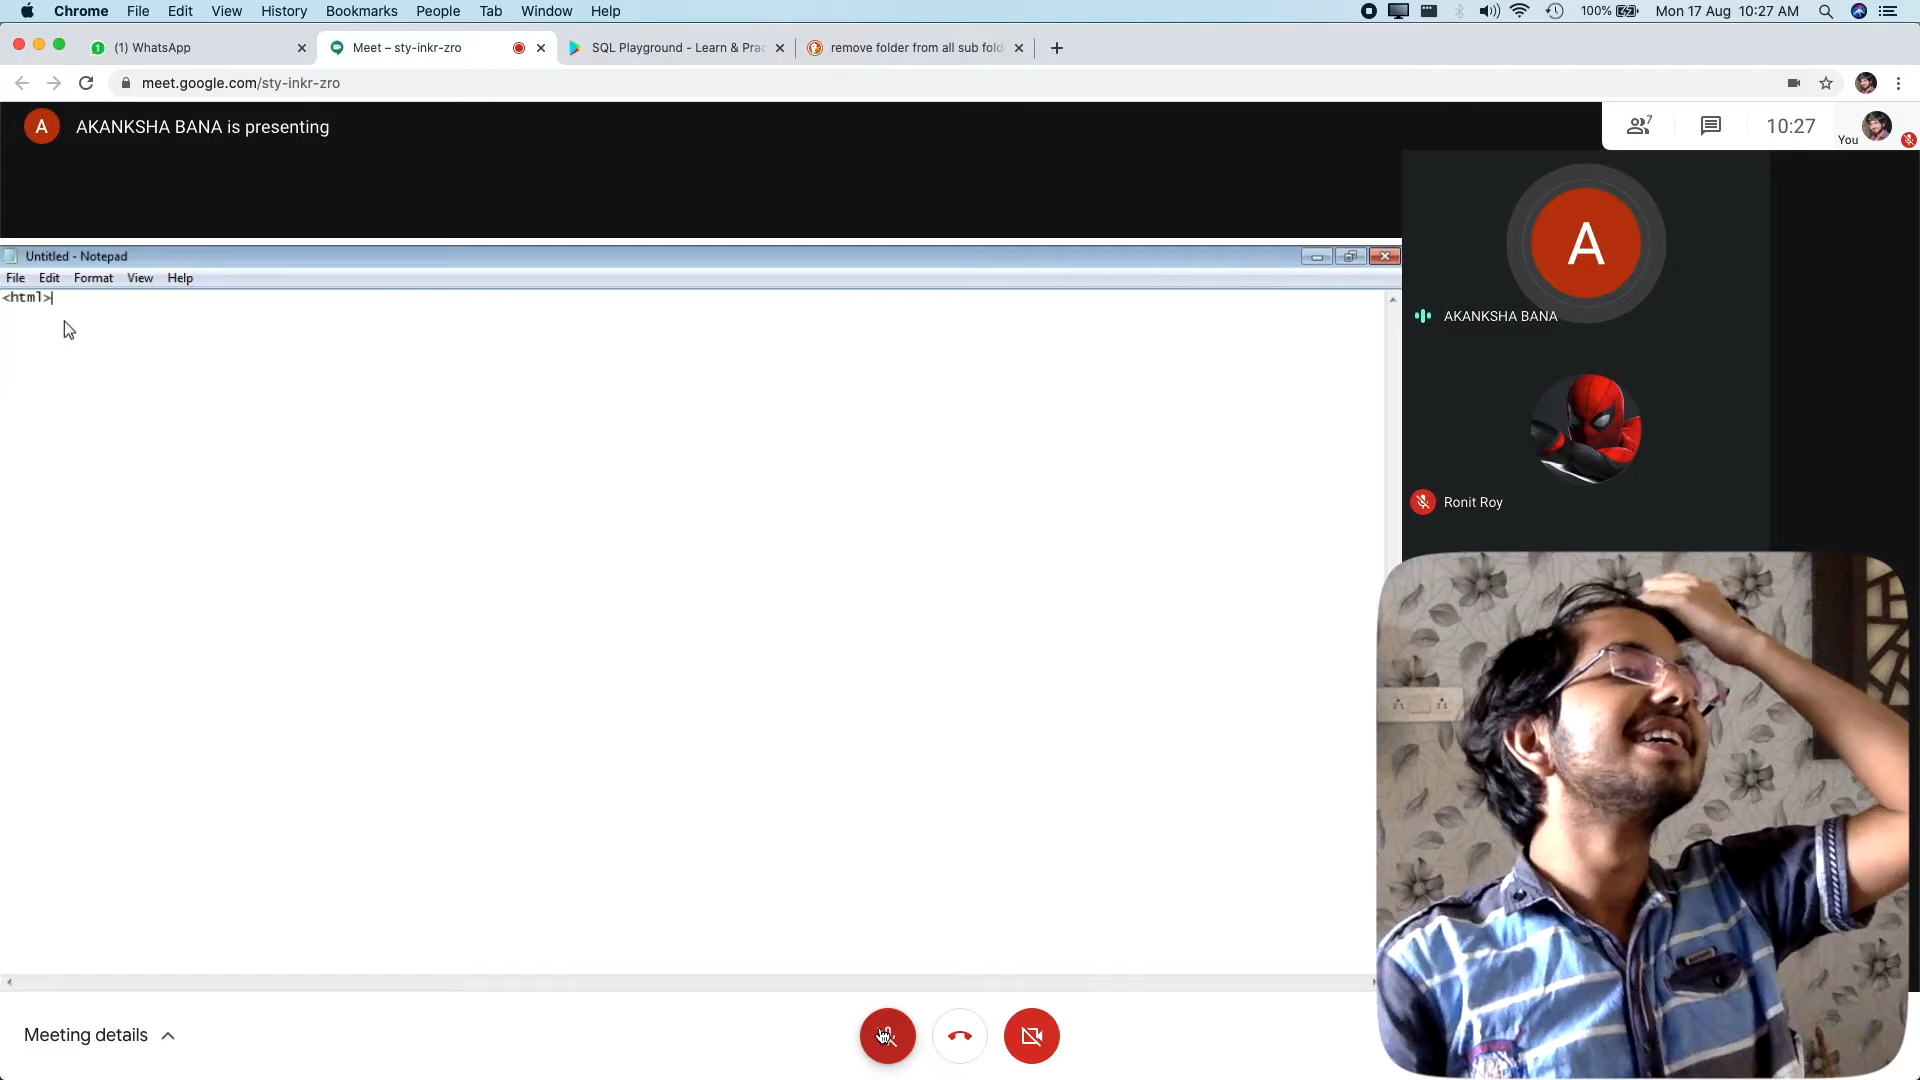 Chrome File Edit View History Bookmarks People Tab Window Help 100% Mon 17 Aug 10:27 AM
1 (1) WhatsApp Meet – sty-inkr-zro SQL Playground - Learn & Prac remove folder from all sub fold
meet.google.com/sty-inkr-zro
A AKANKSHA BANA is presenting 7 10:27 You
Untitled - Notepad
File Edit Format View Help
<html>
A
AKANKSHA BANA
Ronit Roy
Meeting details